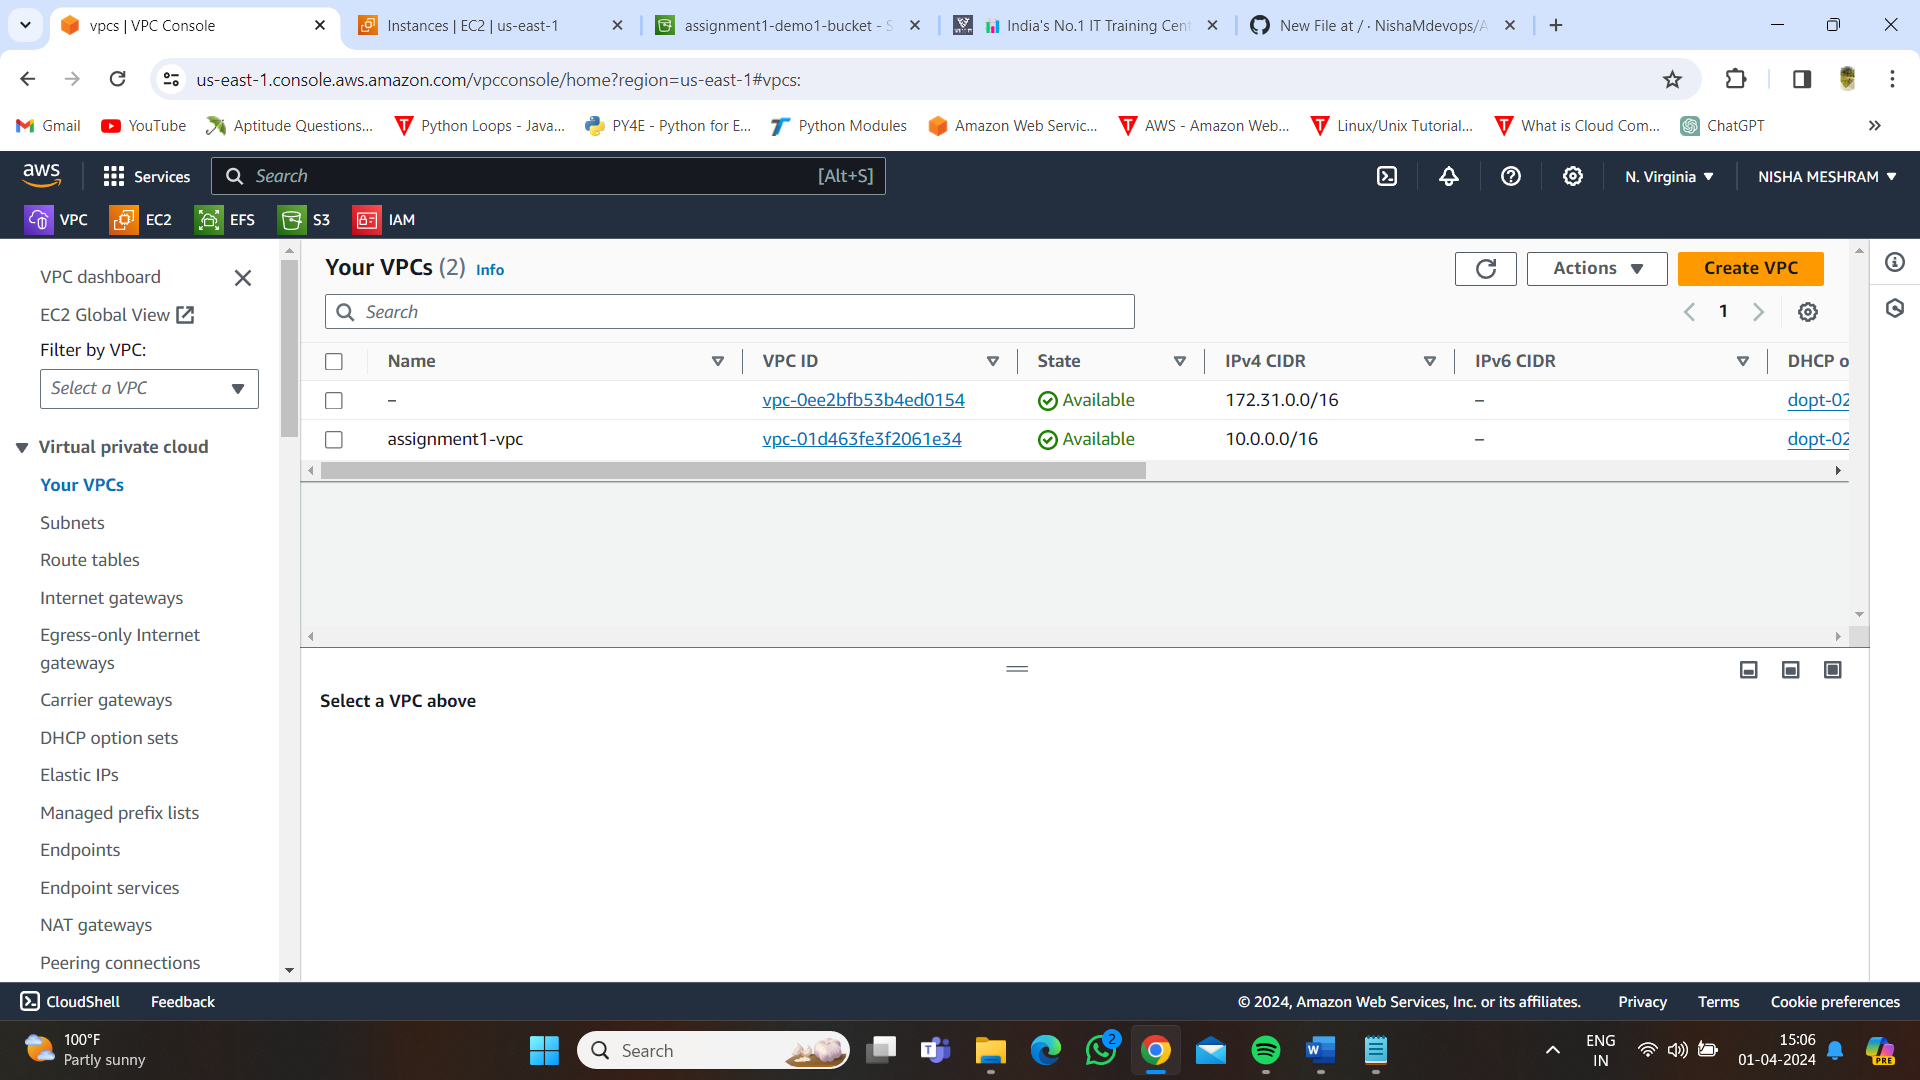 vpcs | VPC Console
Instances | EC2 | us-east-1
assignment1-demo1-bucket - S
India's No.1 IT Training Cent
New File at / · NishaMdevops/A
us-east-1.console.aws.amazon.com/vpcconsole/home?region=us-east-1#vpcs:
Gmail
YouTube
Aptitude Questions...
Python Loops - Java...
PY4E - Python for E...
Python Modules
Amazon Web Servic...
AWS - Amazon Web...
Linux/Unix Tutorial...
What is Cloud Com...
ChatGPT
aws
Services
Search
[Alt+S]
N. Virginia
NISHA MESHRAM
VPC
EC2
EFS
S3
IAM
VPC dashboard
EC2 Global View
Filter by VPC:
Select a VPC
Virtual private cloud
Your VPCs
Subnets
Route tables
Internet gateways
Egress-only Internet
gateways
Carrier gateways
DHCP option sets
Elastic IPs
Managed prefix lists
Endpoints
Endpoint services
NAT gateways
Peering connections
Your VPCs (2) Info
Actions
Create VPC
Search
1
Name VPC ID State IPv4 CIDR IPv6 CIDR DHCP o
– vpc-0ee2bfb53b4ed0154 Available 172.31.0.0/16 – dopt-02
assignment1-vpc vpc-01d463fe3f2061e34 Available 10.0.0.0/16 – dopt-02
Select a VPC above
CloudShell
Feedback
© 2024, Amazon Web Services, Inc. or its affiliates.
Privacy
Terms
Cookie preferences
100°F
Partly sunny
Search
2
ENG
IN
15:06
01-04-2024
PRE